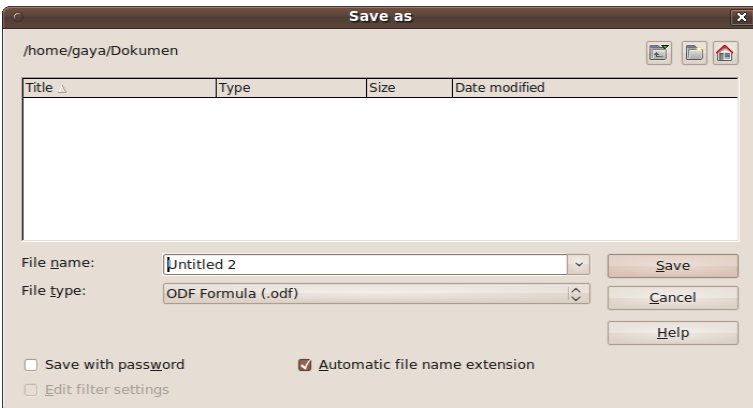 Save as
/home/gaya/Dokumen
Title Type Size Date modified
File name: Untitled 2 Save
File type: ODF Formula (.odf) Cancel
Help
Save with password Automatic file name extension
Edit filter settings